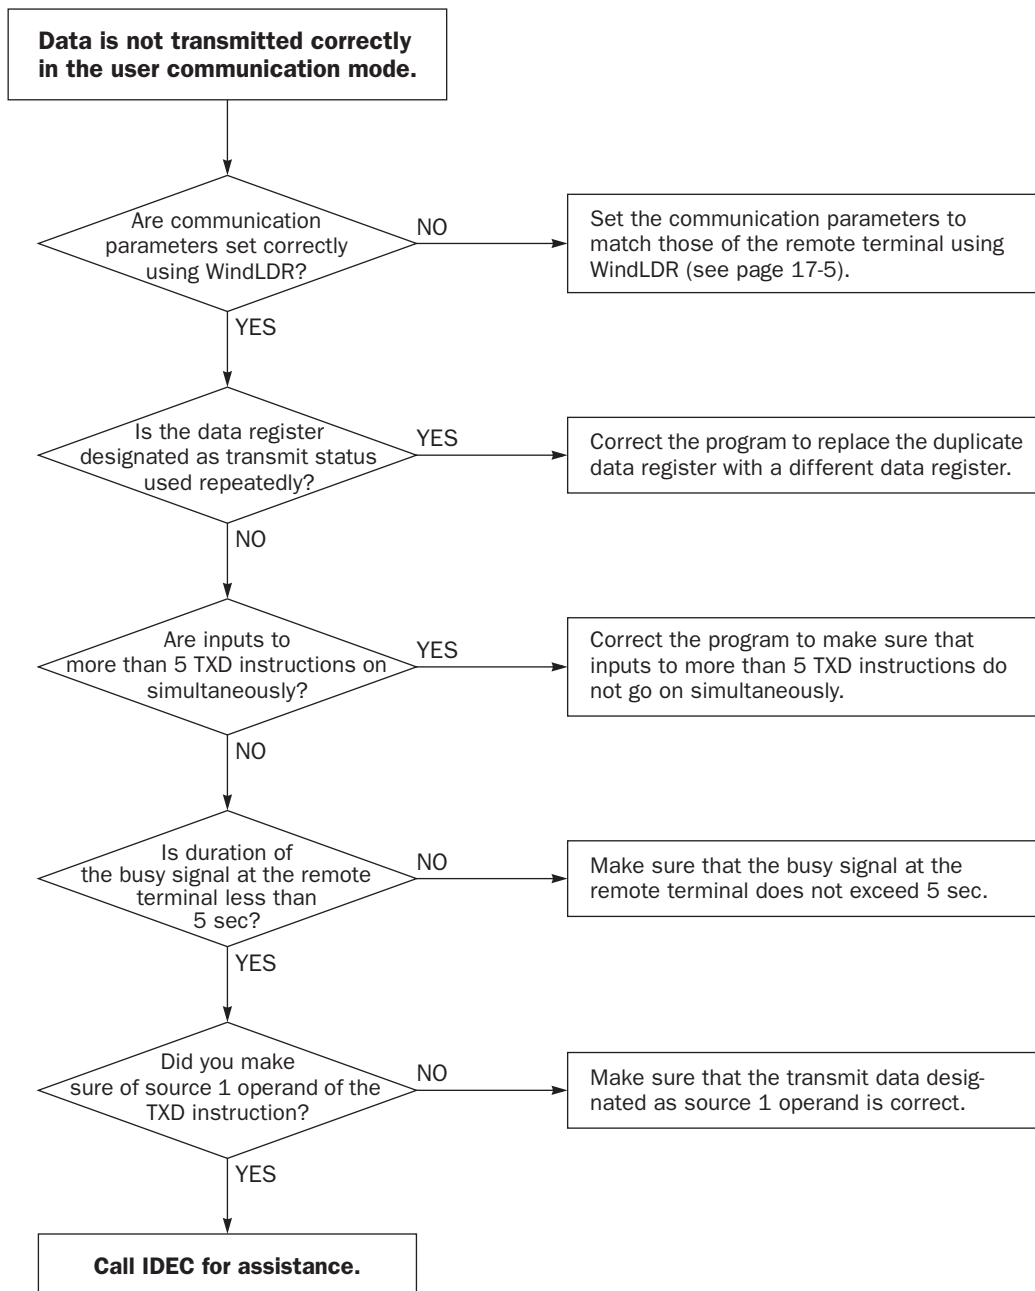 Data is not transmitted correctly
in the user communication mode.
Are communication
parameters set correctly
using WindLDR?
NO
Set the communication parameters to
match those of the remote terminal using
WindLDR (see page 17-5).
YES
Is the data register
designated as transmit status
used repeatedly?
YES
Correct the program to replace the duplicate
data register with a different data register.
NO
Are inputs to
more than 5 TXD instructions on
simultaneously?
YES
Correct the program to make sure that
inputs to more than 5 TXD instructions do
not go on simultaneously.
NO
Is duration of
the busy signal at the remote
terminal less than
5 sec?
NO
Make sure that the busy signal at the
remote terminal does not exceed 5 sec.
YES
Did you make
sure of source 1 operand of the
TXD instruction?
NO
Make sure that the transmit data desig-
nated as source 1 operand is correct.
YES
Call IDEC for assistance.